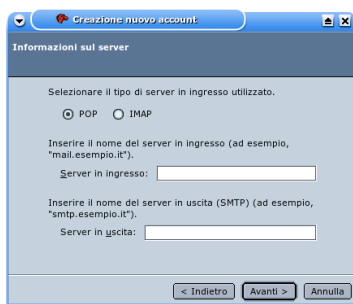 Creazione nuovo account
Informazioni sul server
Selezionare il tipo di server in ingresso utilizzato.
POP IMAP
Inserire il nome del server in ingresso (ad esempio,
"mail.esempio.it").
Server in ingresso:
Inserire il nome del server in uscita (SMTP) (ad esempio,
"smtp.esempio.it").
Server in uscita:
< Indietro Avanti > Annulla